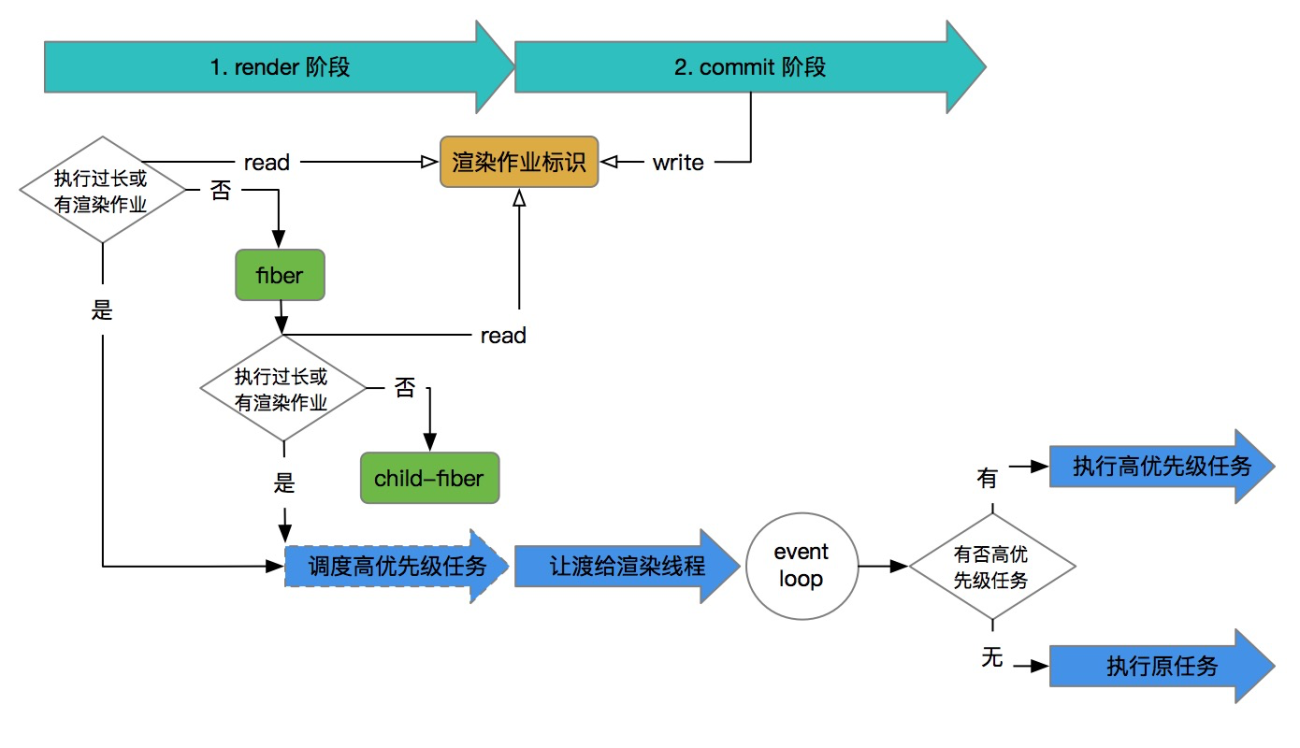 1. render 阶段
2. commit 阶段
执行过长或
有渲染作业
read
渲染作业标识
write
否
fiber
是
read
执行过长或
有渲染作业
否
child-fiber
是
调度高优先级任务
让渡给渲染线程
event
loop
有否高优
先级任务
有
执行高优先级任务
无
执行原任务